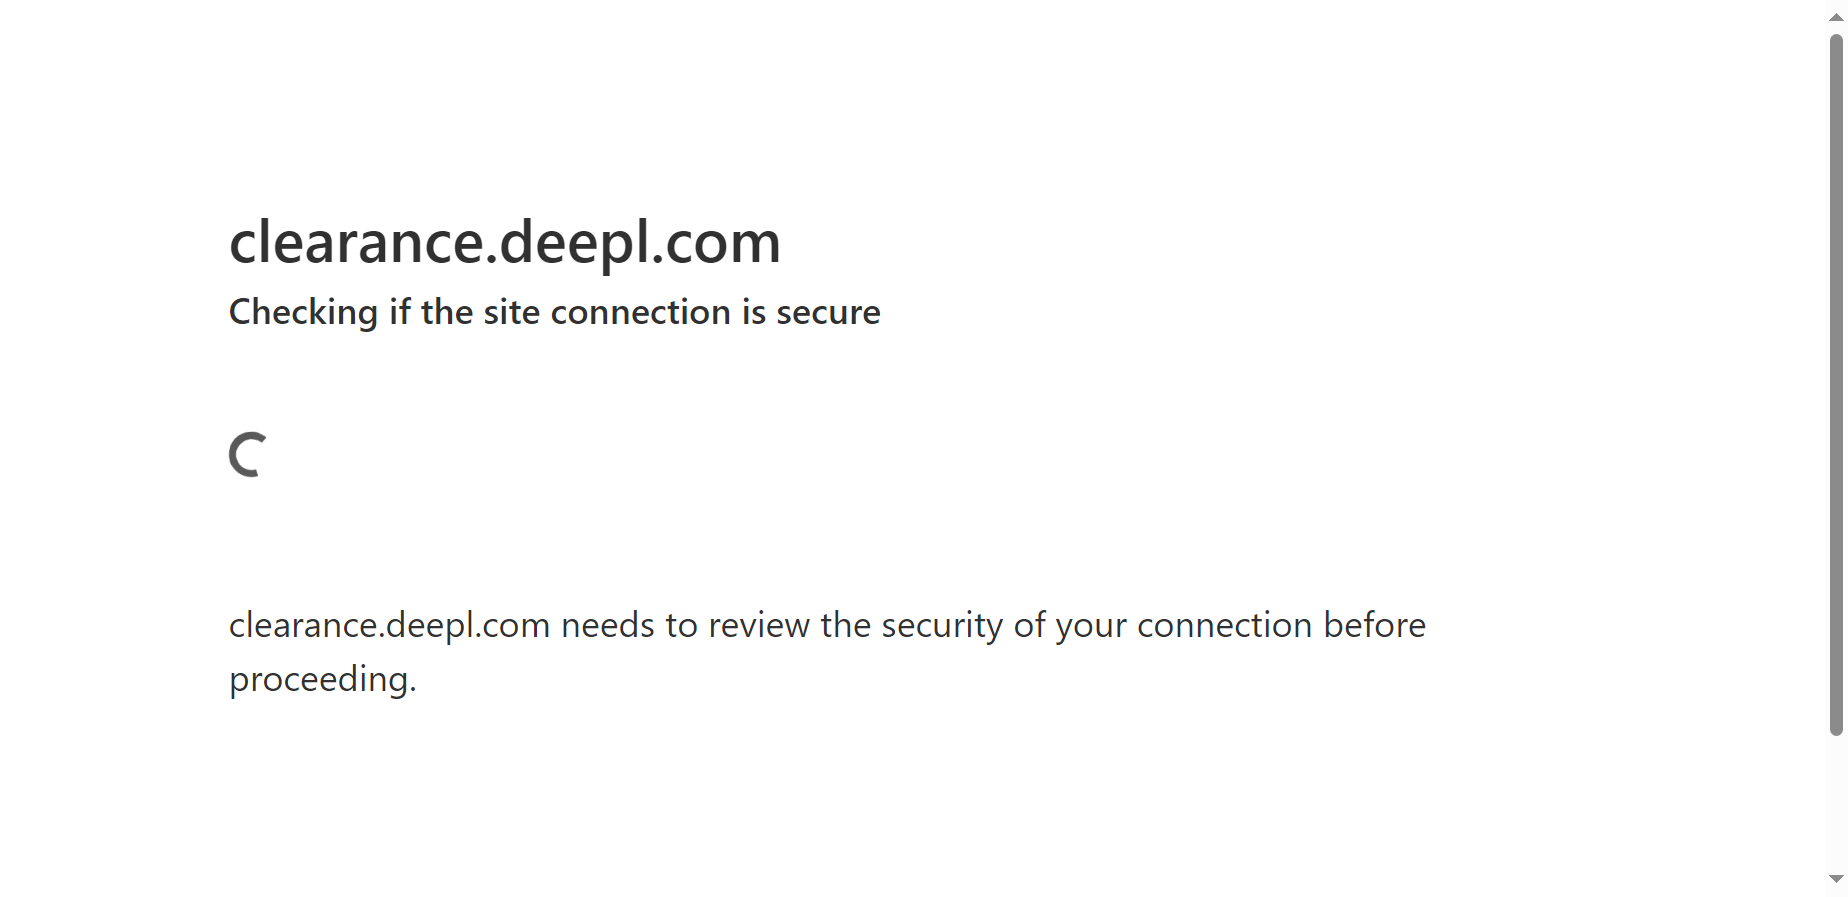 clearance.deepl.com
Checking if the site connection is secure
clearance.deepl.com needs to review the security of your connection before
proceeding.